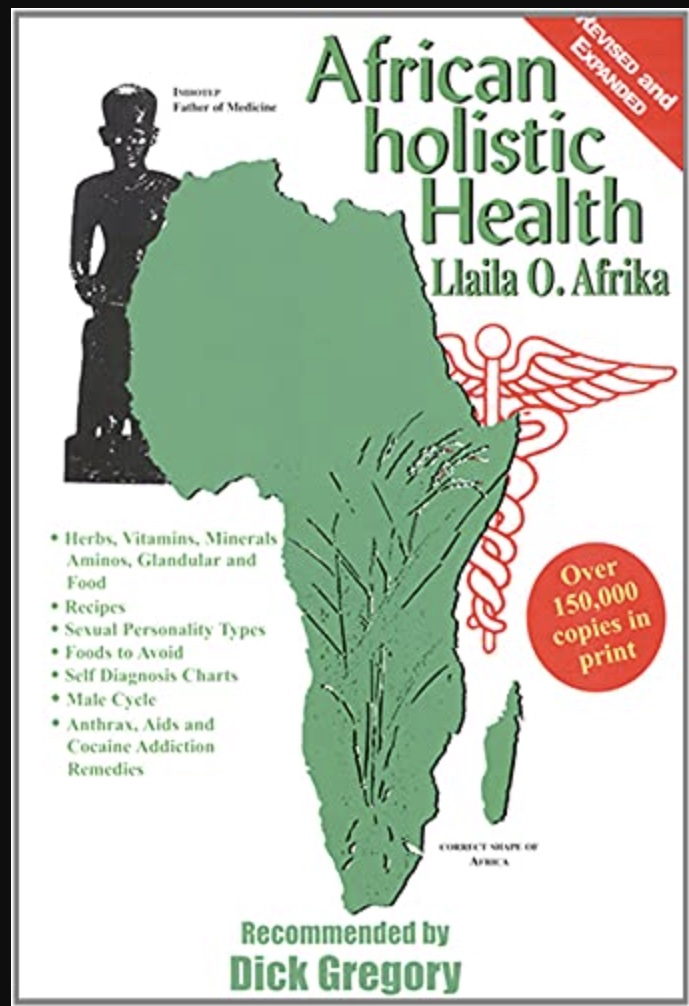 IMHOTEP
Father of Medicine
African
holistic
Health
Llaila O. Afrika
REVISED and
EXPANDED
• Herbs, Vitamins, Minerals
Aminos, Glandular and
Food
• Recipes
• Sexual Personality Types
• Foods to Avoid
• Self Diagnosis Charts
• Male Cycle
• Anthrax, Aids and
Cocaine Addiction
Remedies
Over
150,000
copies in
print
CORRECT SHAPE OF
AFRICA
Recommended by
Dick Gregory